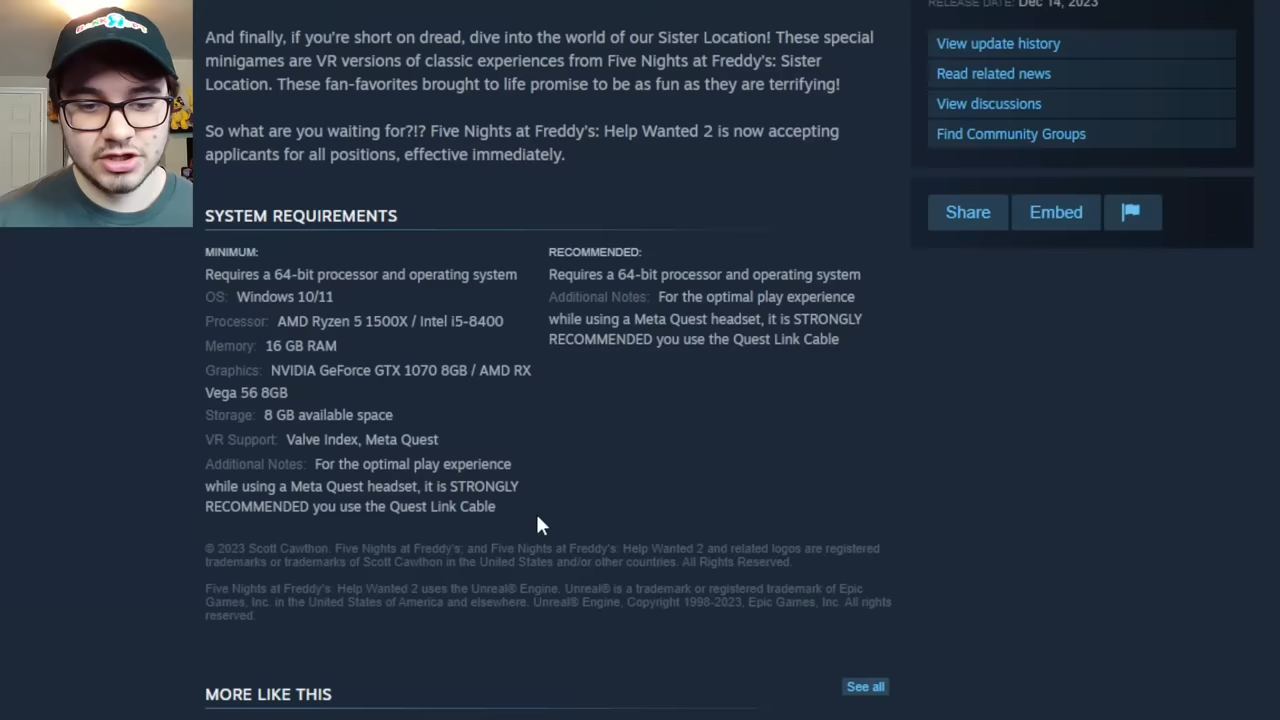 RELEASE DATE: Dec 14, 2023
And finally, if you're short on dread, dive into the world of our Sister Location! These special
minigames are VR versions of classic experiences from Five Nights at Freddy's: Sister
Location. These fan-favorites brought to life promise to be as fun as they are terrifying!
So what are you waiting for?!? Five Nights at Freddy's: Help Wanted 2 is now accepting
applicants for all positions, effective immediately.
View update history
Read related news
View discussions
Find Community Groups
Share
Embed
SYSTEM REQUIREMENTS
MINIMUM:
Requires a 64-bit processor and operating system
OS: Windows 10/11
Processor: AMD Ryzen 5 1500X / Intel i5-8400
Memory: 16 GB RAM
Graphics: NVIDIA GeForce GTX 1070 8GB / AMD RX
Vega 56 8GB
Storage: 8 GB available space
VR Support: Valve Index, Meta Quest
Additional Notes: For the optimal play experience
while using a Meta Quest headset, it is STRONGLY
RECOMMENDED you use the Quest Link Cable
RECOMMENDED:
Requires a 64-bit processor and operating system
Additional Notes: For the optimal play experience
while using a Meta Quest headset, it is STRONGLY
RECOMMENDED you use the Quest Link Cable
© 2023 Scott Cawthon. Five Nights at Freddy's; and Five Nights at Freddy's: Help Wanted 2 and related logos are registered
trademarks or trademarks of Scott Cawthon in the United States and/or other countries. All Rights Reserved.
Five Nights at Freddy's: Help Wanted 2 uses the Unreal® Engine. Unreal® is a trademark or registered trademark of Epic
Games, Inc. in the United States of America and elsewhere. Unreal® Engine, Copyright 1998-2023, Epic Games, Inc. All rights
reserved.
MORE LIKE THIS
See all